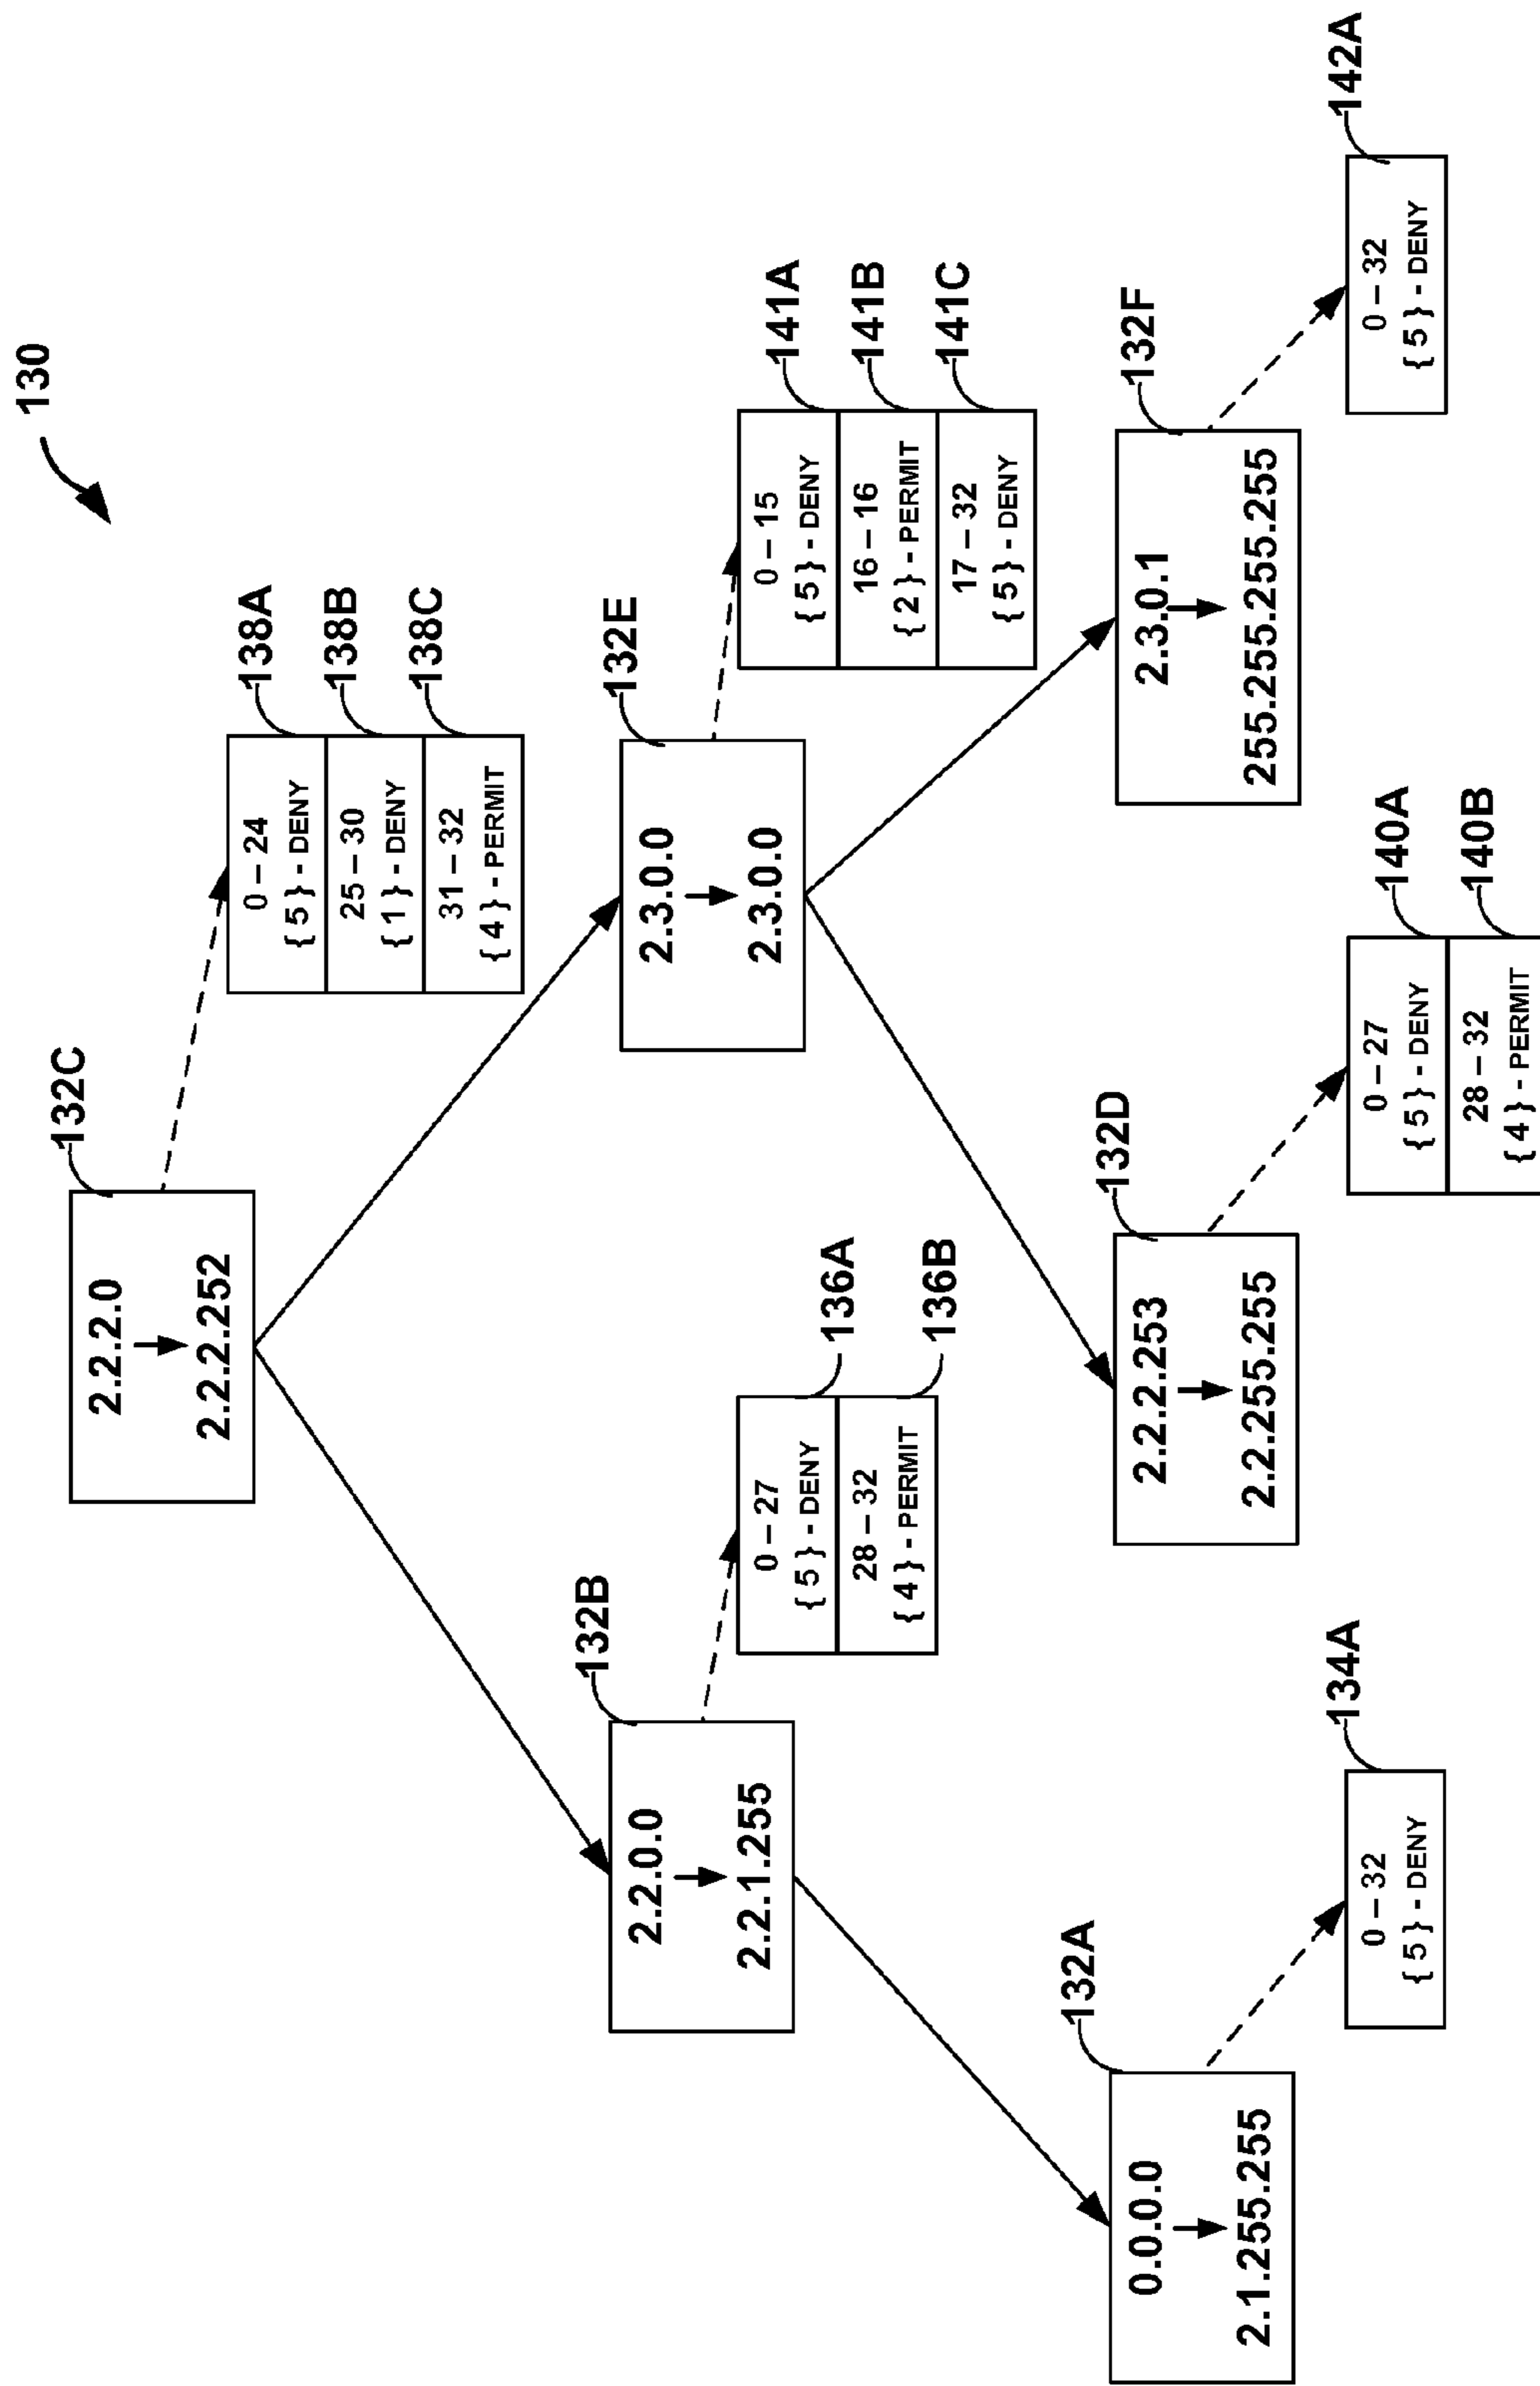 130
132C
2.2.2.0
2.2.2.252
0 – 24
{ 5 } - DENY
25 – 30
{ 1 } - DENY
31 – 32
{ 4 } - PERMIT
138A
138B
138C
132B
2.2.0.0
2.2.1.255
0 – 27
{ 5 } - DENY
28 – 32
{ 4 } - PERMIT
136A
136B
132E
2.3.0.0
2.3.0.0
0 – 15
{ 5 } - DENY
16 – 16
{ 2 } - PERMIT
17 – 32
{ 5 } - DENY
141A
141B
141C
132A
0.0.0.0
2.1.255.255
0 – 32
{ 5 } - DENY
134A
132D
2.2.2.253
2.2.255.255
0 – 27
{ 5 } - DENY
28 – 32
{ 4 } - PERMIT
140A
140B
132F
2.3.0.1
255.255.255.255
0 – 32
{ 5 } - DENY
142A